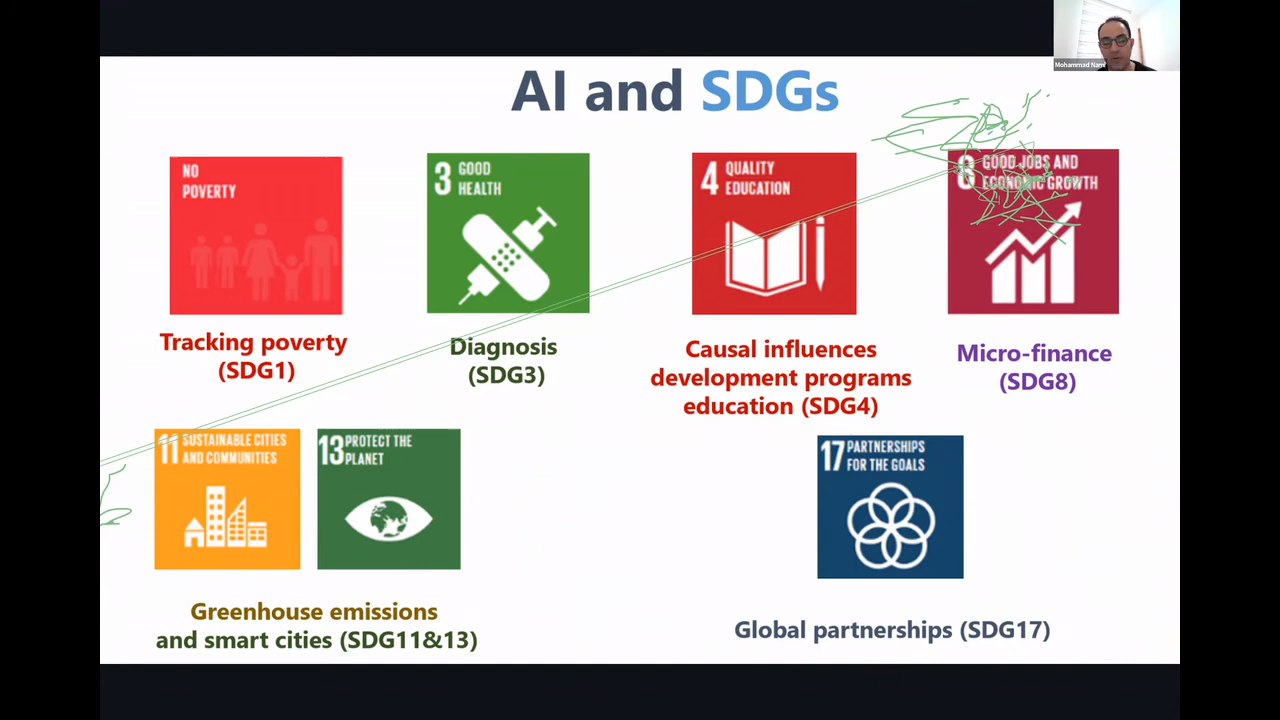 Mohammad Nami
AI and SDGs
NO
POVERTY
3 GOOD
HEALTH
4 QUALITY
EDUCATION
8 GOOD JOBS AND
ECONOMIC GROWTH
Tracking poverty
(SDG1)
Diagnosis
(SDG3)
Causal influences
development programs
education (SDG4)
Micro-finance
(SDG8)
11 SUSTAINABLE CITIES
AND COMMUNITIES
13 PROTECT THE
PLANET
17 PARTNERSHIPS
FOR THE GOALS
Greenhouse emissions
and smart cities (SDG11&13)
Global partnerships (SDG17)